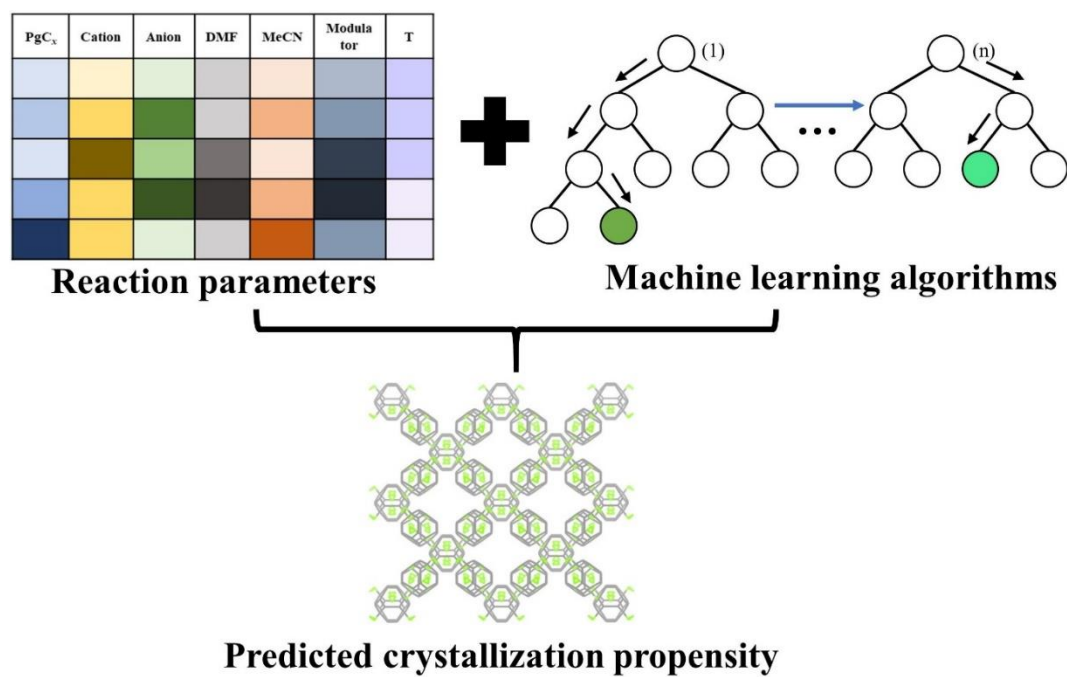 PgCx Cation Anion DMF MeCN Modula T
tor
(1) (n)
...
Reaction parameters
Machine learning algorithms
Predicted crystallization propensity